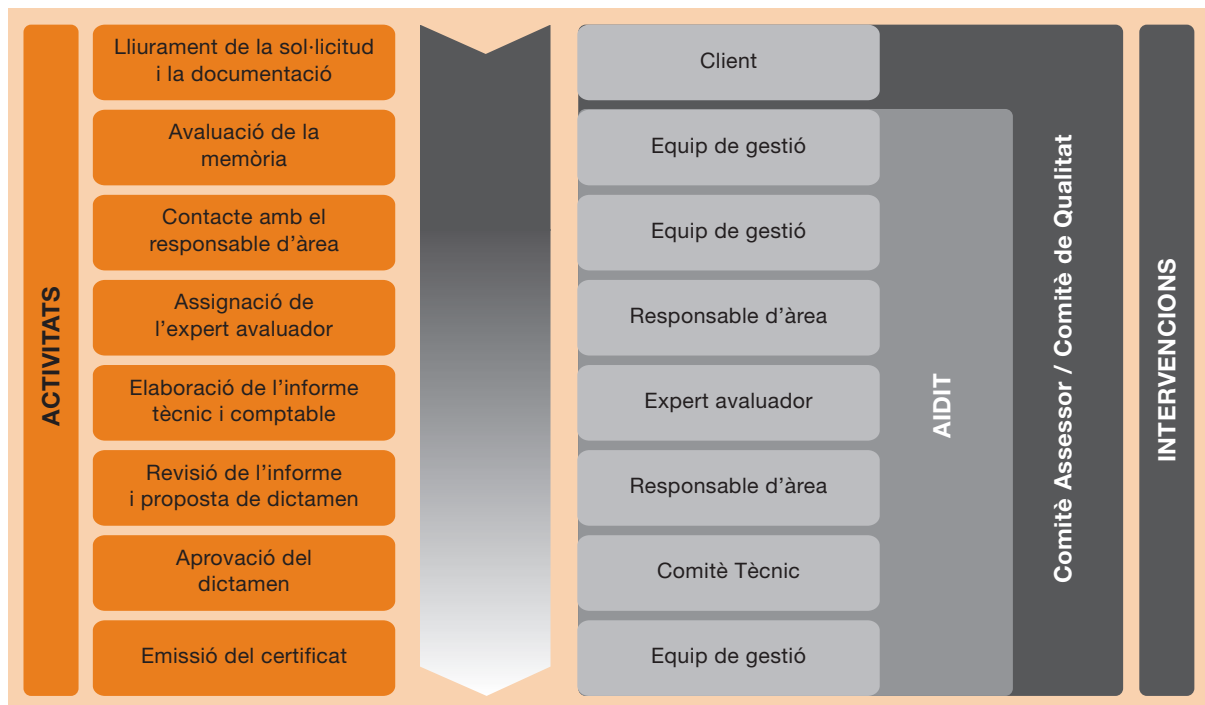 ACTIVITATS
Lliurament de la sol·licitud
i la documentació
Client
Avaluació de la
memòria
Equip de gestió
Contacte amb el
responsable d’àrea
Equip de gestió
Assignació de
l’expert avaluador
Responsable d’àrea
Elaboració de l’informe
tècnic i comptable
Expert avaluador
Revisió de l’informe
i proposta de dictamen
Responsable d’àrea
Aprovació del
dictamen
Comitè Tècnic
Emissió del certificat
Equip de gestió
AIDIT
Comitè Assessor / Comitè de Qualitat
INTERVENCIONS